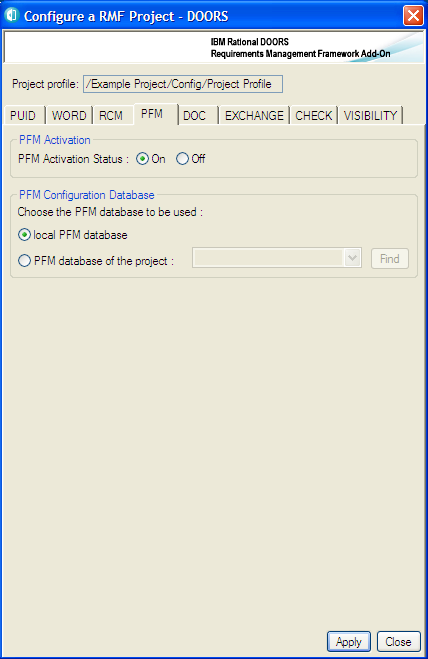 Configure a RMF Project - DOORS
IBM Rational DOORS
Requirements Management Framework Add-On
Project profile: /Example Project/Config/Project Profile
PUID WORD RCM PFM DOC EXCHANGE CHECK VISIBILITY
PFM Activation
PFM Activation Status : On Off
PFM Configuration Database
Choose the PFM database to be used :
local PFM database
PFM database of the project : Find
Apply Close